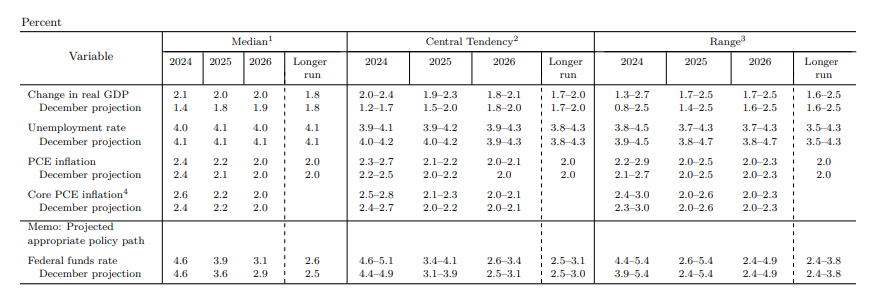 Percent
Variable Median1 Central Tendency2 Range3
2024 2025 2026 Longer run 2024 2025 2026 Longer run 2024 2025 2026 Longer run
Change in real GDP 2.1 2.0 2.0 1.8 2.0–2.4 1.9–2.3 1.8–2.1 1.7–2.0 1.3–2.7 1.7–2.5 1.7–2.5 1.6–2.5
December projection 1.4 1.8 1.9 1.8 1.2–1.7 1.5–2.0 1.8–2.0 1.7–2.0 0.8–2.5 1.4–2.5 1.6–2.5 1.6–2.5
Unemployment rate 4.0 4.1 4.0 4.1 3.9–4.1 3.9–4.2 3.9–4.3 3.8–4.3 3.8–4.5 3.7–4.3 3.7–4.3 3.5–4.3
December projection 4.1 4.1 4.1 4.1 4.0–4.2 4.0–4.2 3.9–4.3 3.8–4.3 3.9–4.5 3.8–4.7 3.8–4.7 3.5–4.3
PCE inflation 2.4 2.2 2.0 2.0 2.3–2.7 2.1–2.2 2.0–2.1 2.0 2.2–2.9 2.0–2.5 2.0–2.3 2.0
December projection 2.4 2.1 2.0 2.0 2.2–2.5 2.0–2.2 2.0 2.0 2.1–2.7 2.0–2.5 2.0–2.3 2.0
Core PCE inflation4 2.6 2.2 2.0 2.5–2.8 2.1–2.3 2.0–2.1 2.4–3.0 2.0–2.6 2.0–2.3
December projection 2.4 2.2 2.0 2.4–2.7 2.0–2.2 2.0–2.1 2.3–3.0 2.0–2.6 2.0–2.3
Memo: Projected
appropriate policy path
Federal funds rate 4.6 3.9 3.1 2.6 4.6–5.1 3.4–4.1 2.6–3.4 2.5–3.1 4.4–5.4 2.6–5.4 2.4–4.9 2.4–3.8
December projection 4.6 3.6 2.9 2.5 4.4–4.9 3.1–3.9 2.5–3.1 2.5–3.0 3.9–5.4 2.4–5.4 2.4–4.9 2.4–3.8